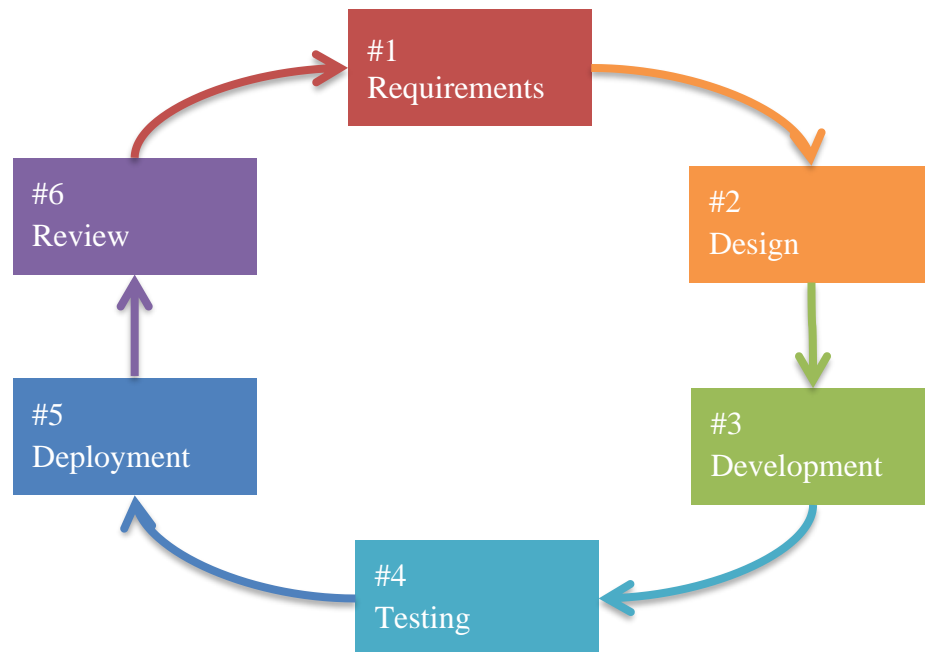 #1
Requirements
#2
Design
#3
Development
#4
Testing
#5
Deployment
#6
Review